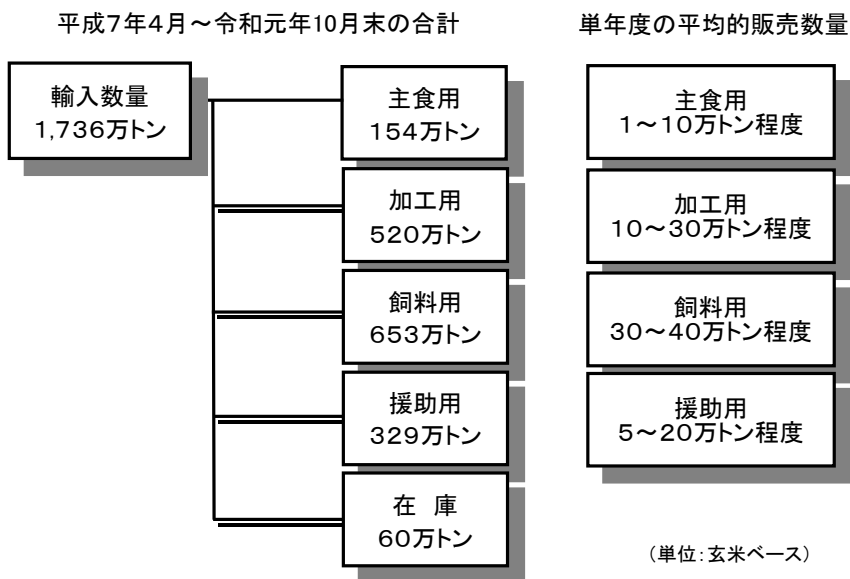 平成7年4月～令和元年10月末の合計
輸入数量
1,736万トン
主食用
154万トン
加工用
520万トン
飼料用
653万トン
援助用
329万トン
在　庫
60万トン
単年度の平均的販売数量
主食用
1～10万トン程度
加工用
10～30万トン程度
飼料用
30～40万トン程度
援助用
5～20万トン程度
（単位：玄米ベース）